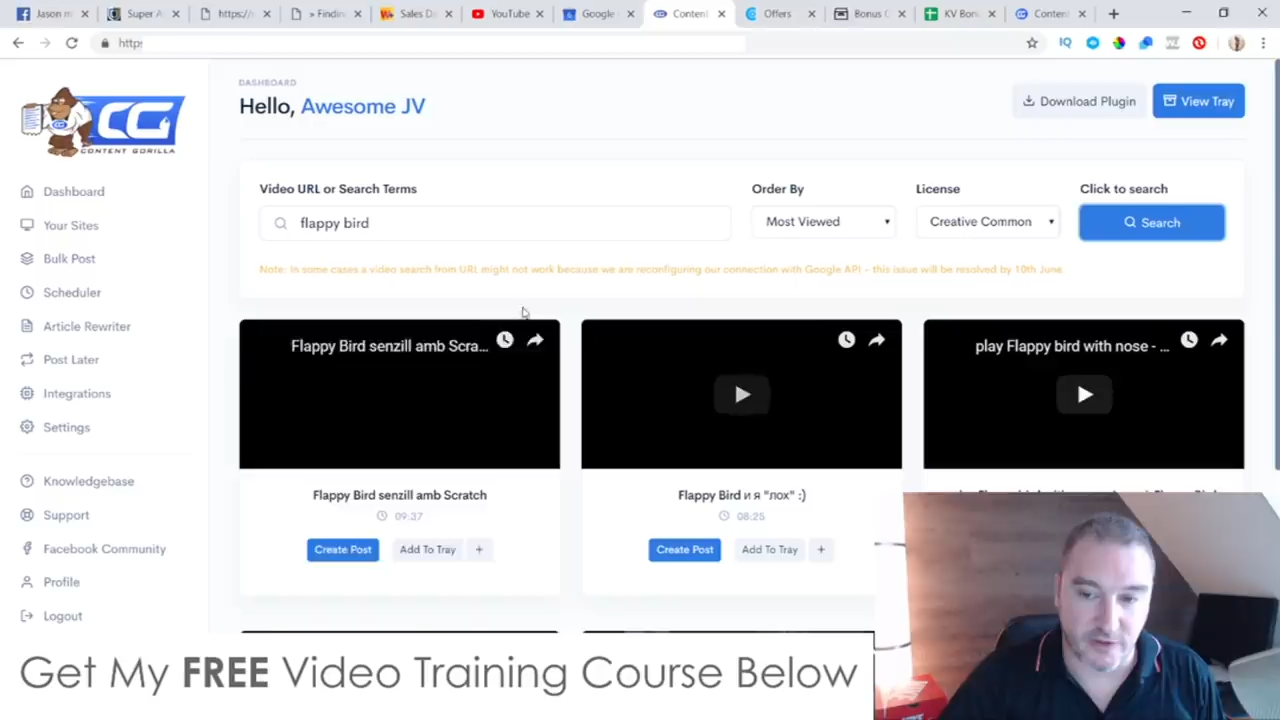 Jason m
Super A
https://
> Findin
Sales D
YouTube
Google
Content
Offers
Bonus
KV Bon
Content
https
IQ
CG
CONTENT GORILLA
DASHBOARD
Hello, Awesome JV
Download Plugin
View Tray
Dashboard
Your Sites
Bulk Post
Scheduler
Article Rewriter
Post Later
Integrations
Settings
Knowledgebase
Support
Facebook Community
Profile
Logout
Video URL or Search Terms
Order By
License
Click to search
flappy bird
Most Viewed
Creative Common
Search
Note: In some cases a video search from URL might not work because we are reconfiguring our connection with Google API - this issue will be resolved by 10th June.
Flappy Bird senzill amb Scra...
play Flappy bird with nose - ...
Flappy Bird senzill amb Scratch
Flappy Bird и я "лох" :)
09:37
08:25
Create Post
Add To Tray
+
Create Post
Add To Tray
+
Get My FREE Video Training Course Below